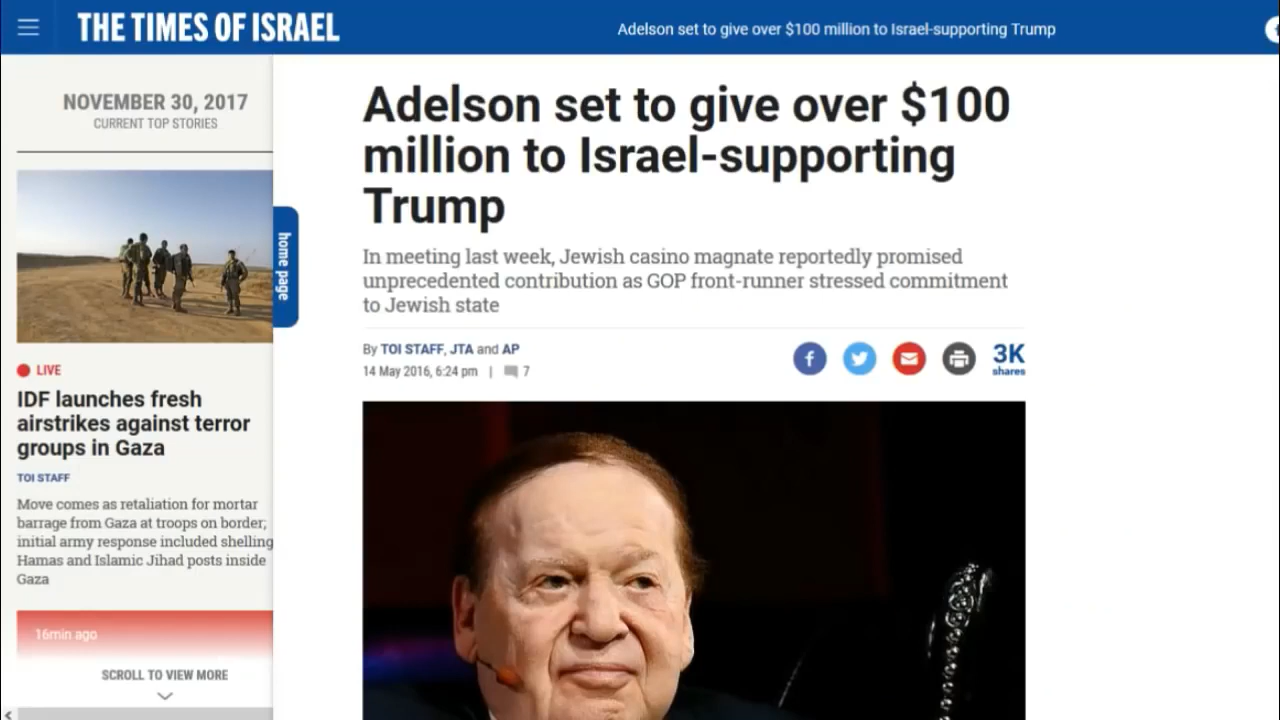 THE TIMES OF ISRAEL
Adelson set to give over $100 million to Israel-supporting Trump
NOVEMBER 30, 2017
CURRENT TOP STORIES
home page
LIVE
IDF launches fresh
airstrikes against terror
groups in Gaza
TOI STAFF
Move comes as retaliation for mortar
barrage from Gaza at troops on border;
initial army response included shelling
Hamas and Islamic Jihad posts inside
Gaza
16min ago
SCROLL TO VIEW MORE
Adelson set to give over $100
million to Israel-supporting
Trump
In meeting last week, Jewish casino magnate reportedly promised
unprecedented contribution as GOP front-runner stressed commitment
to Jewish state
By TOI STAFF, JTA and AP
14 May 2016, 6:24 pm | 7
3K
shares